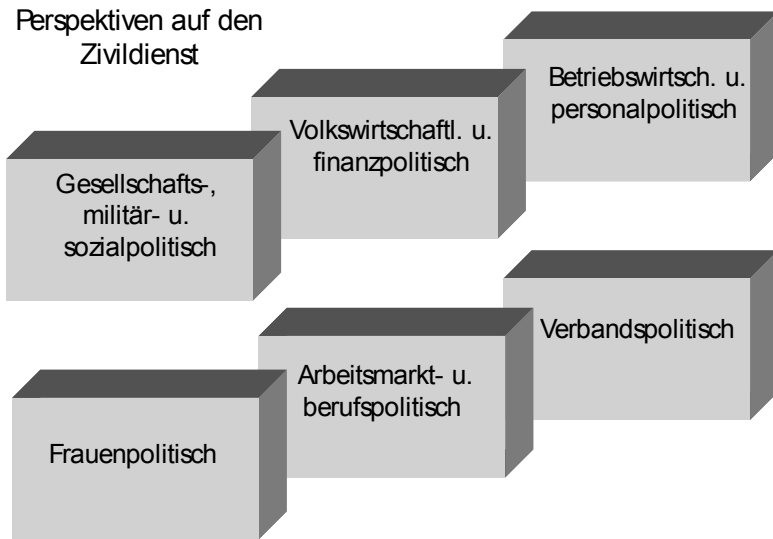 Perspektiven auf den
Zivildienst
Betriebswirtsch. u.
personalpolitisch
Volkswirtschaftl. u.
finanzpolitisch
Gesellschafts-,
militär- u.
sozialpolitisch
Verbandspolitisch
Arbeitsmarkt- u.
berufspolitisch
Frauenpolitisch